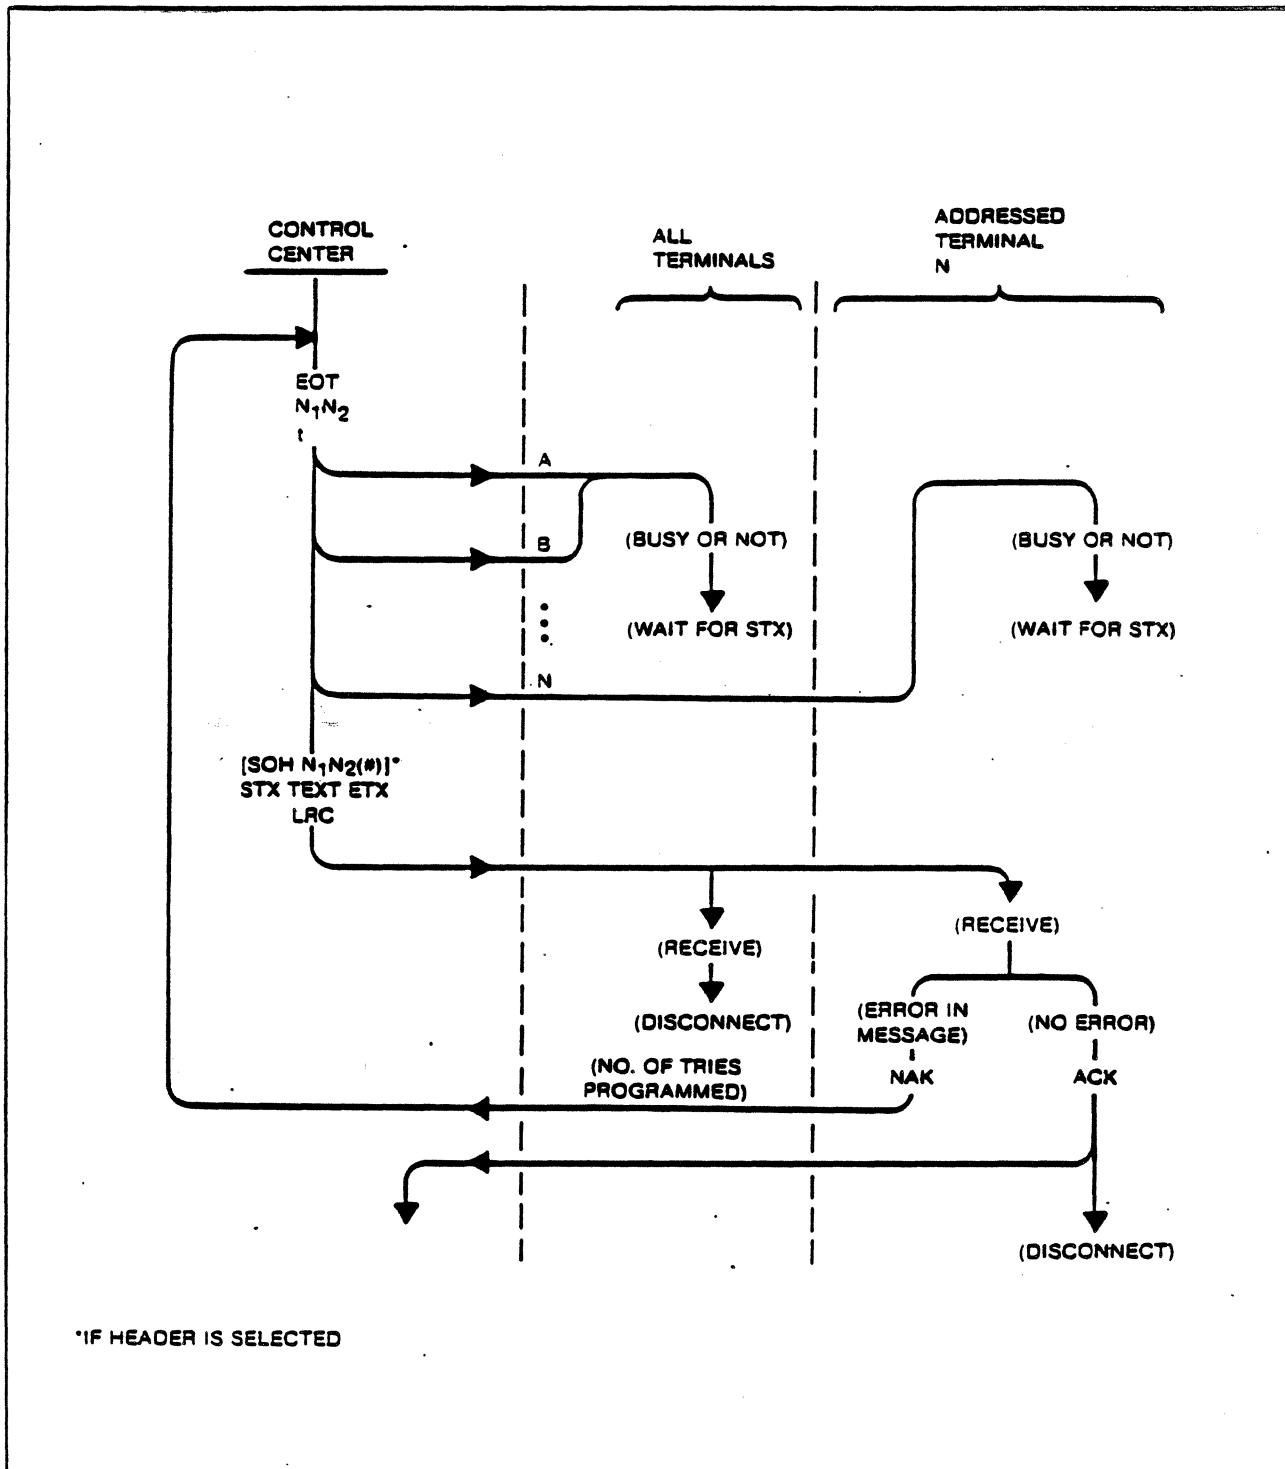 CONTROL
CENTER
ALL
TERMINALS
ADDRESSED
TERMINAL
N
EOT
N₁N₂
t
A
B
(BUSY OR NOT)
(BUSY OR NOT)
(WAIT FOR STX)
(WAIT FOR STX)
N
[SOH N₁N₂(#)]*
STX TEXT ETX
LRC
(RECEIVE)
(RECEIVE)
(DISCONNECT)
(ERROR IN
MESSAGE)
(NO ERROR)
(NO. OF TRIES
PROGRAMMED)
NAK
ACK
(DISCONNECT)
*IF HEADER IS SELECTED